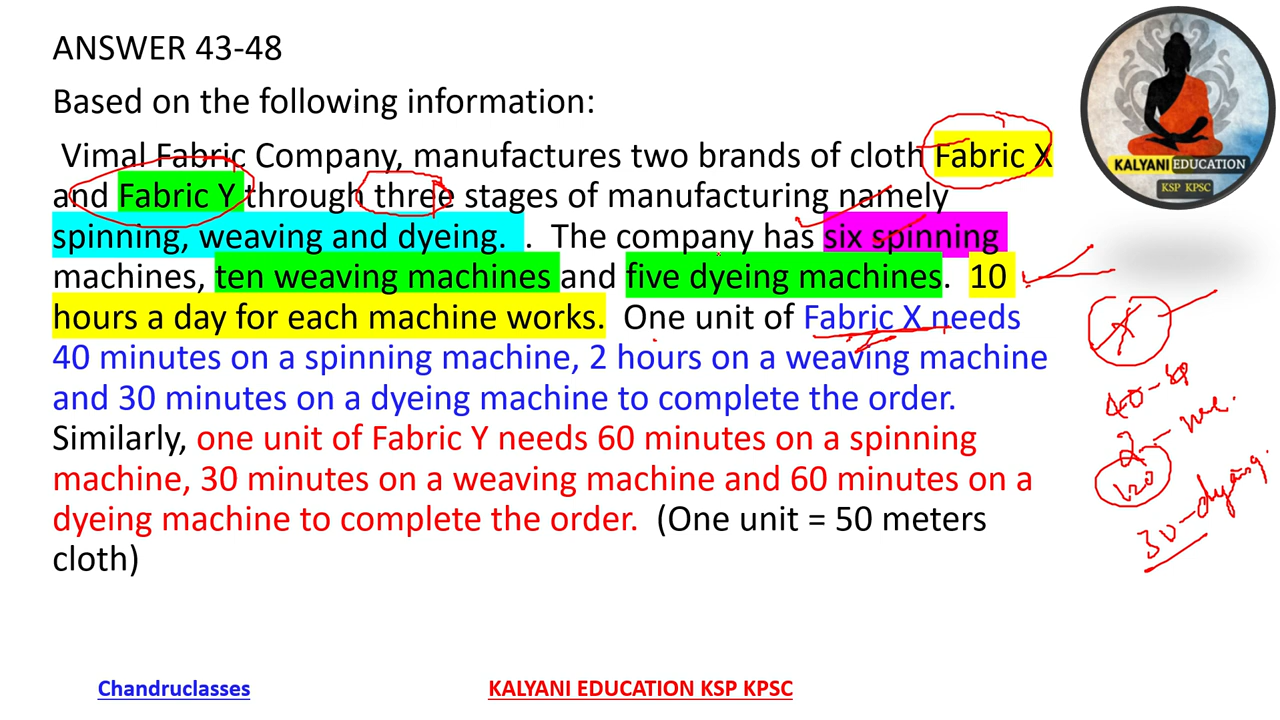 ANSWER 43-48
Based on the following information:
Vimal Fabric Company, manufactures two brands of cloth Fabric X
and Fabric Y through three stages of manufacturing namely
spinning, weaving and dyeing. . The company has six spinning
machines, ten weaving machines and five dyeing machines. 10
hours a day for each machine works. One unit of Fabric X needs
40 minutes on a spinning machine, 2 hours on a weaving machine
and 30 minutes on a dyeing machine to complete the order.
Similarly, one unit of Fabric Y needs 60 minutes on a spinning
machine, 30 minutes on a weaving machine and 60 minutes on a
dyeing machine to complete the order. (One unit = 50 meters
cloth)
KALYANI EDUCATION
KSP KPSC
X
40-sp
2- we.
120
30-dyeing.
Chandruclasses
KALYANI EDUCATION KSP KPSC